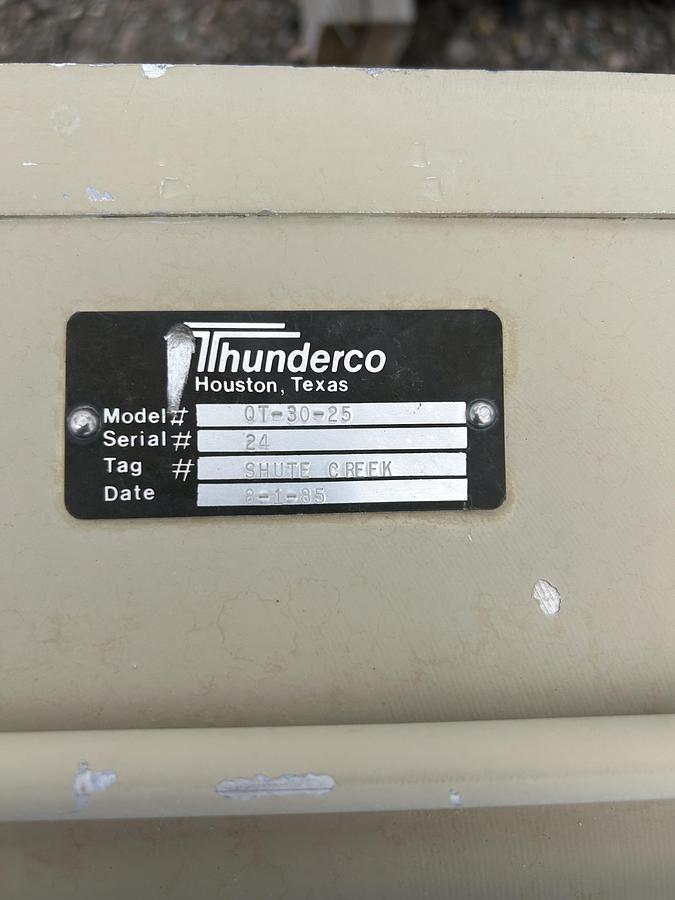 Thunderco
Houston, Texas
Model# QT-30-25
Serial# 24
Tag # SHUTE CREEK
Date 8-1-85